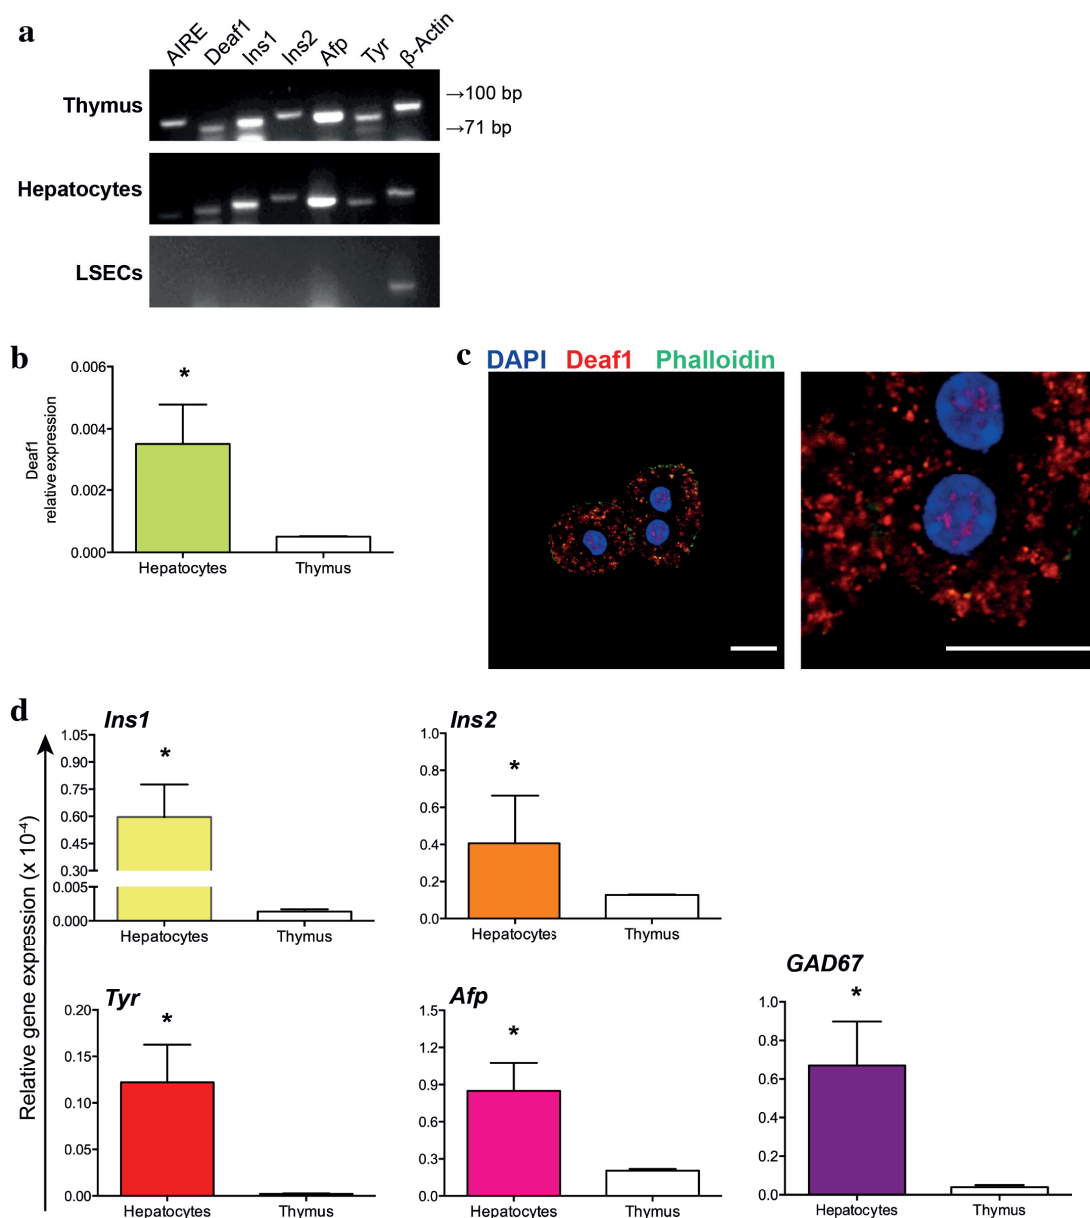 a
AIRE Deaf1 Ins1 Ins2 Afp Tyr β-Actin
Thymus
→100 bp
→71 bp
Hepatocytes
LSECs
b
Deaf1
relative expression
0.006
0.004
0.002
0.000
*
Hepatocytes Thymus
c
DAPI Deaf1 Phalloidin
d
Relative gene expression (x 10⁻⁴)
Ins1
1.05
0.90
0.75
0.60
0.45
0.30
0.005
0.000
*
Hepatocytes Thymus
Ins2
1.0
0.8
0.6
0.4
0.2
0.0
*
Hepatocytes Thymus
Tyr
0.20
0.15
0.10
0.05
0.00
*
Hepatocytes Thymus
Afp
1.5
1.2
0.9
0.6
0.3
0.0
*
Hepatocytes Thymus
GAD67
1.0
0.8
0.6
0.4
0.2
0.0
*
Hepatocytes Thymus